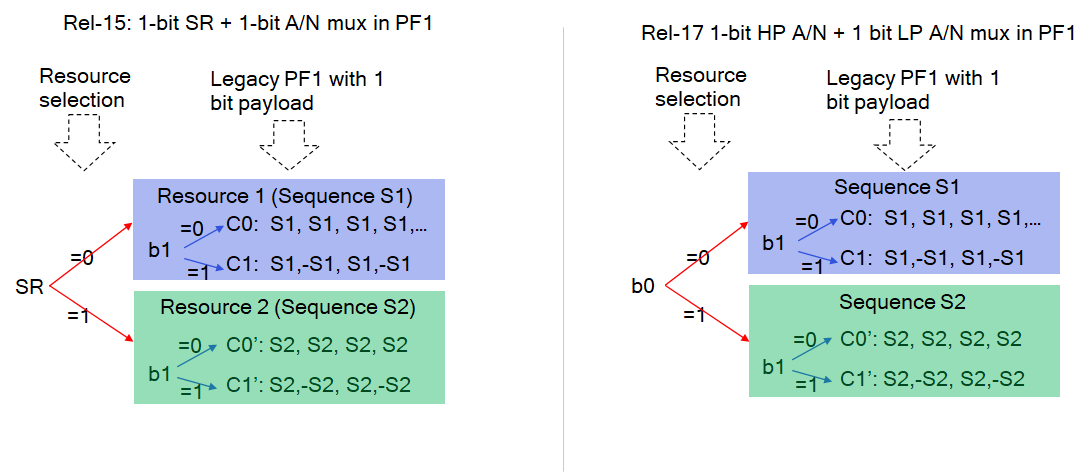 Rel-15: 1-bit SR + 1-bit A/N mux in PF1
Resource
selection
Legacy PF1 with 1
bit payload
Resource 1 (Sequence S1)
=0
C0: S1, S1, S1, S1,...
b1
=1
C1: S1,-S1, S1,-S1
=0
SR
=1
Resource 2 (Sequence S2)
=0
C0’: S2, S2, S2, S2
b1
=1
C1’: S2,-S2, S2,-S2
Rel-17 1-bit HP A/N + 1 bit LP A/N mux in PF1
Resource
selection
Legacy PF1 with 1
bit payload
Sequence S1
=0
C0: S1, S1, S1, S1,...
b1
=1
C1: S1,-S1, S1,-S1
=0
b0
=1
Sequence S2
=0
C0’: S2, S2, S2, S2
b1
=1
C1’: S2,-S2, S2,-S2